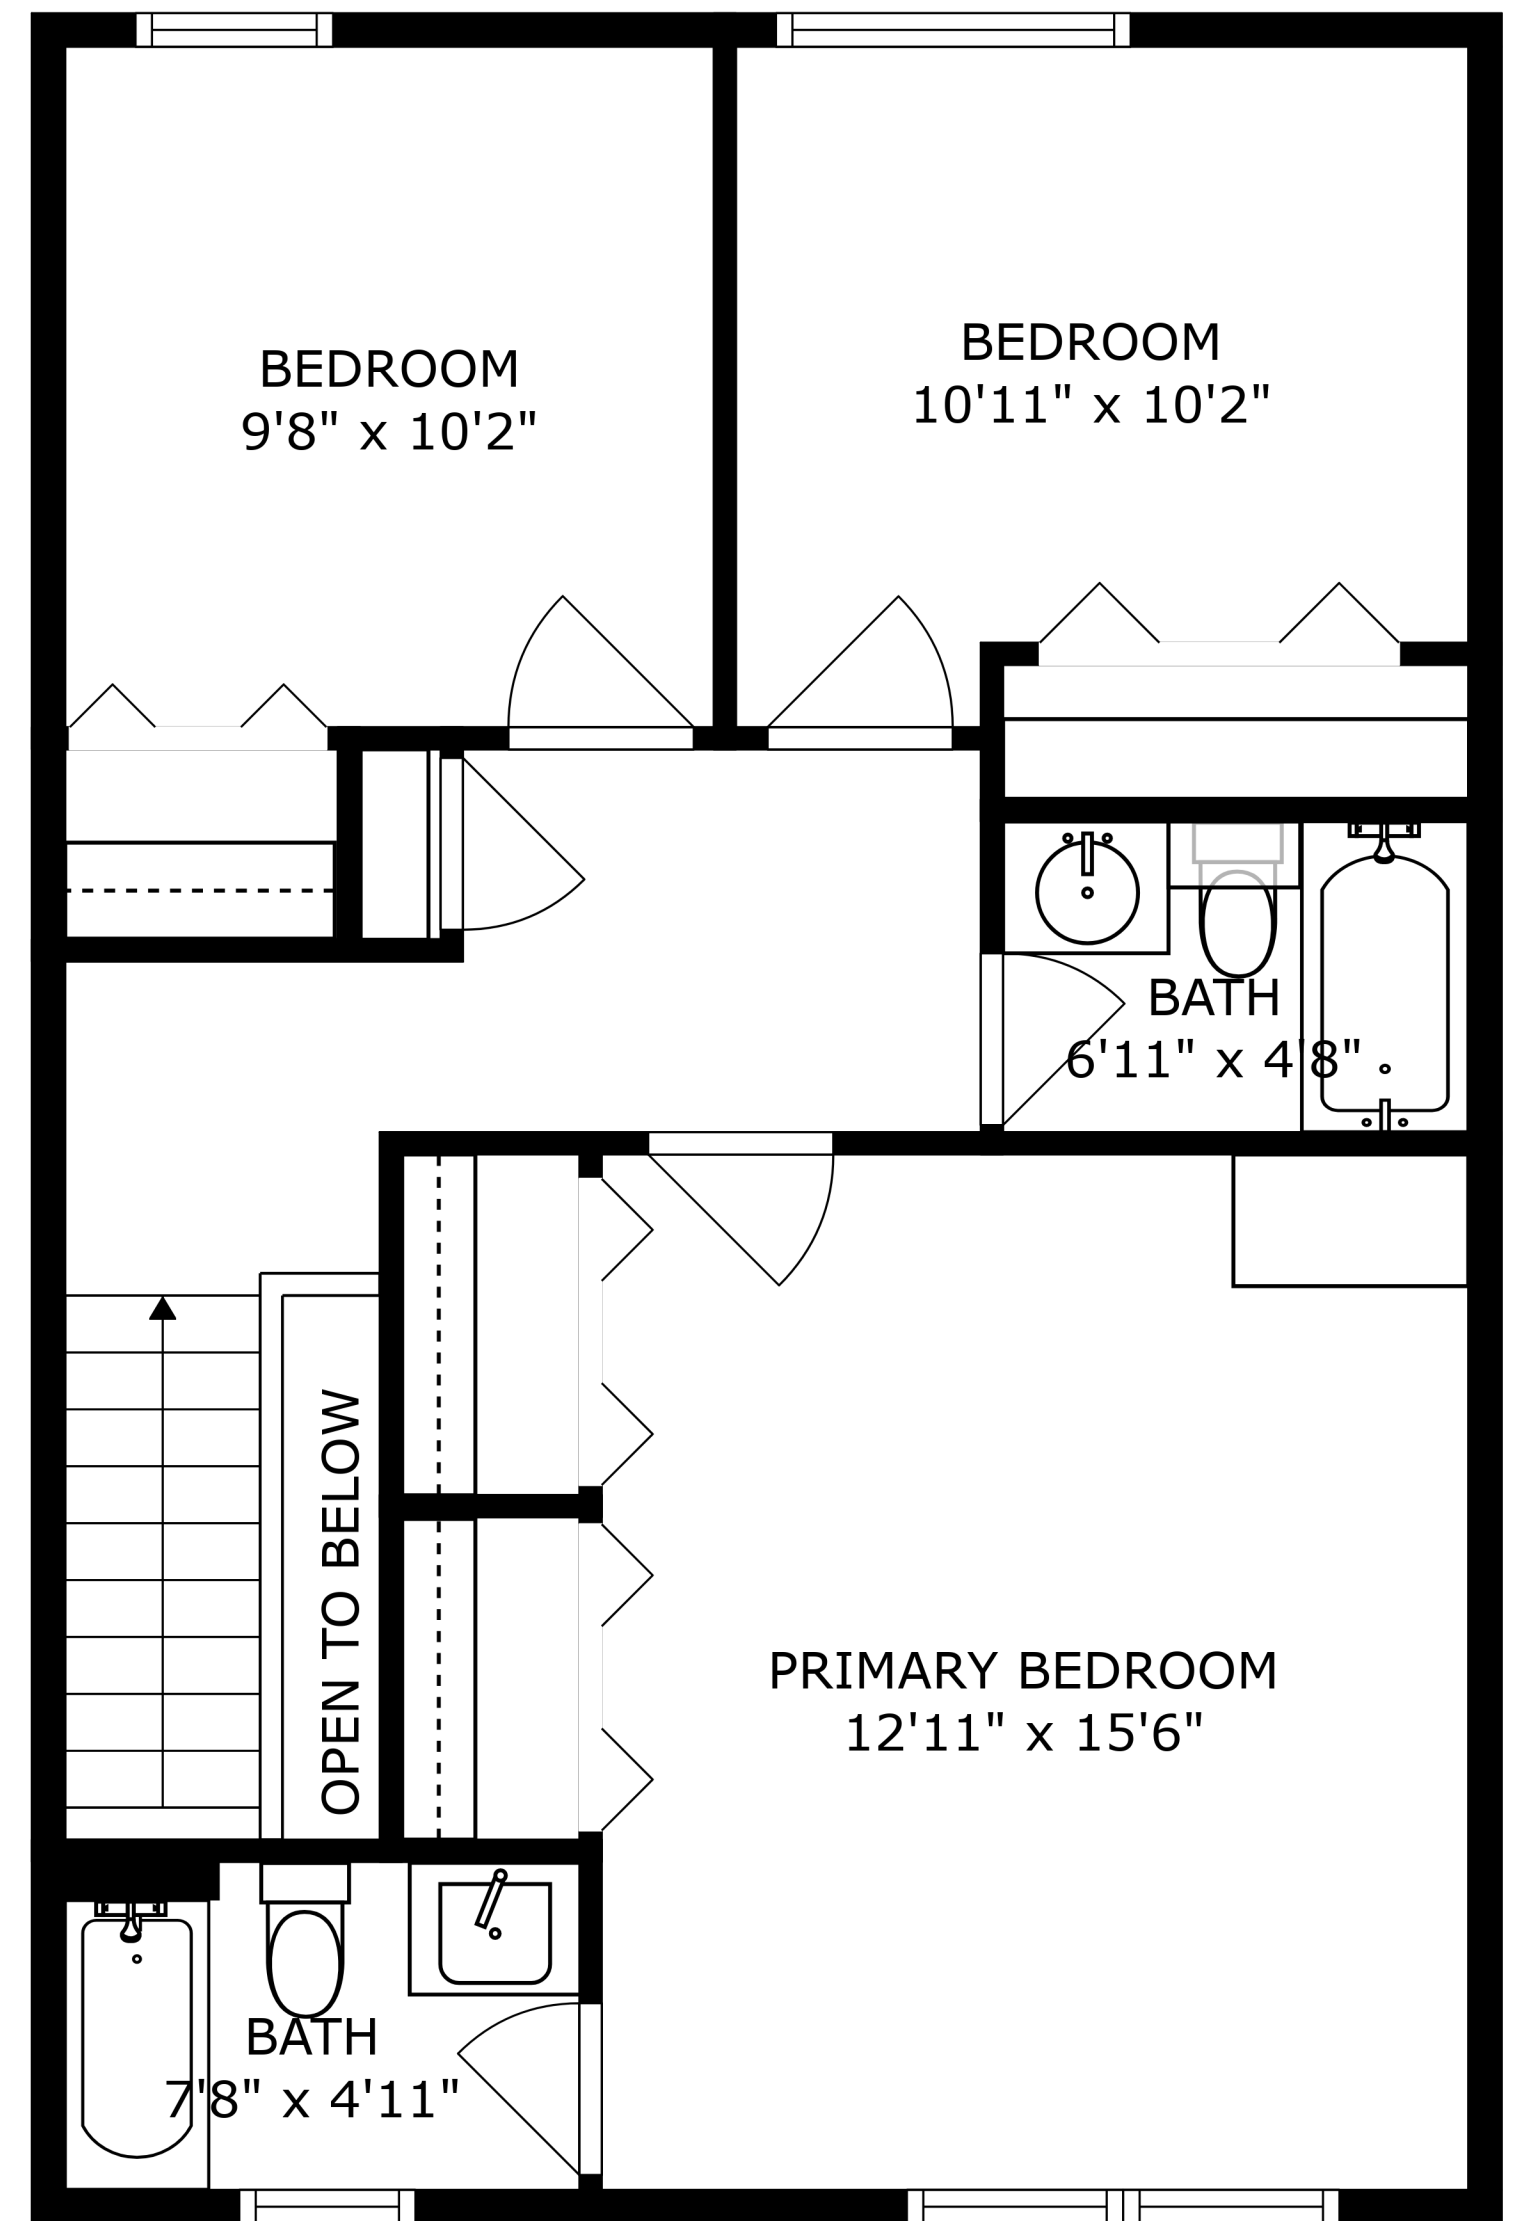 BEDROOM
9'8" x 10'2"
BEDROOM
10'11" x 10'2"
BATH
6'11" x 4'8"
OPEN TO BELOW
PRIMARY BEDROOM
12'11" x 15'6"
BATH
7'8" x 4'11"